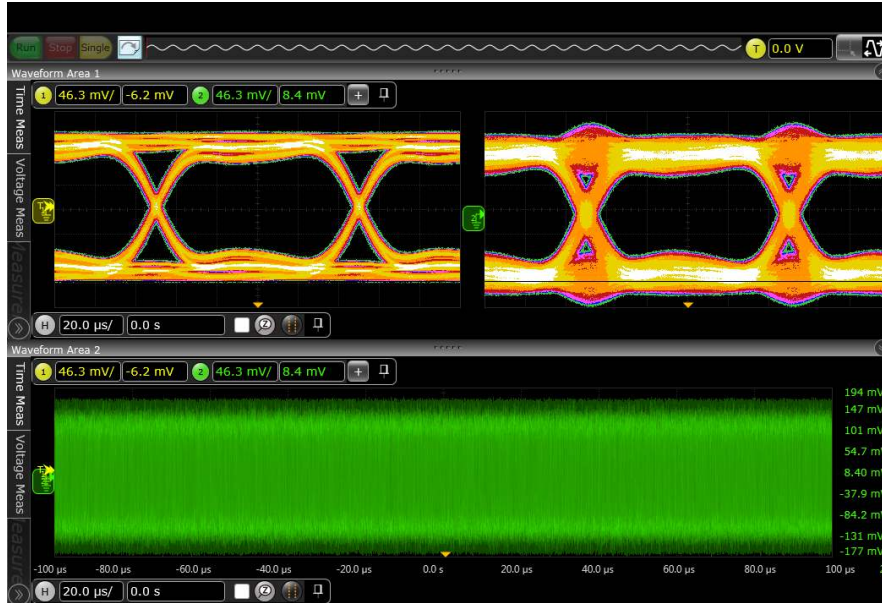 Run Stop Single T 0.0 V
Waveform Area 1
1 46.3 mV/ -6.2 mV 2 46.3 mV/ 8.4 mV +
Time Meas
Voltage Meas
Measure
H 20.0 µs/ 0.0 s Z
Waveform Area 2
1 46.3 mV/ -6.2 mV 2 46.3 mV/ 8.4 mV +
Time Meas
Voltage Meas
194 mV
147 mV
101 mV
54.7 mV
8.40 mV
-37.9 m
-84.2 m
-131 mV
-177 mV
-100 µs -80.0 µs -60.0 µs -40.0 µs -20.0 µs 0.0 s 20.0 µs 40.0 µs 60.0 µs 80.0 µs 100 µs
H 20.0 µs/ 0.0 s Z